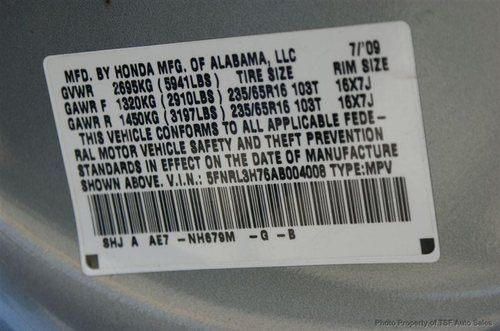 MFD. BY HONDA MFG. OF ALABAMA, LLC 7/'09
GVWR 2695KG (5941LBS) TIRE SIZE RIM SIZE
GAWR F 1320KG (2910LBS) 235/65R16 103T 16X7J
GAWR R 1450KG (3197LBS) 235/65R16 103T 16X7J
THIS VEHICLE CONFORMS TO ALL APPLICABLE FEDE-
RAL MOTOR VEHICLE SAFETY AND THEFT PREVENTION
STANDARDS IN EFFECT ON THE DATE OF MANUFACTURE
SHOWN ABOVE. V.I.N.: 5FNRL3H76AB004008 TYPE:MPV
SHJ A AE7 -NH679M -G -B
Photo Property of TSF Auto Sales